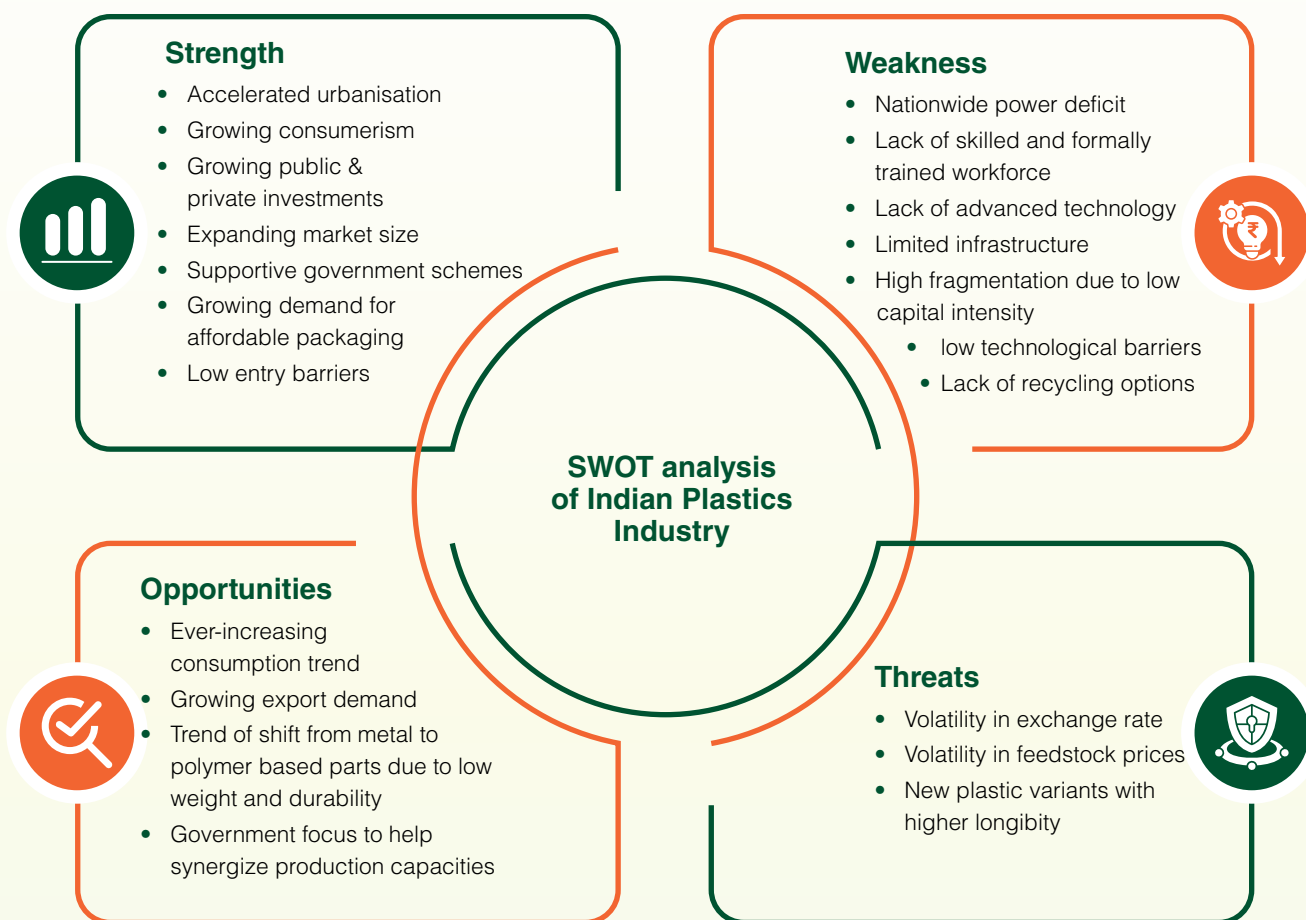 Strength
• Accelerated urbanisation
• Growing consumerism
• Growing public &
private investments
• Expanding market size
• Supportive government schemes
• Growing demand for
affordable packaging
• Low entry barriers
Weakness
• Nationwide power deficit
• Lack of skilled and formally
trained workforce
• Lack of advanced technology
• Limited infrastructure
• High fragmentation due to low
capital intensity
• low technological barriers
• Lack of recycling options
₹
SWOT analysis
of Indian Plastics
Industry
Opportunities
• Ever-increasing
consumption trend
• Growing export demand
• Trend of shift from metal to
polymer based parts due to low
weight and durability
• Government focus to help
synergize production capacities
Threats
• Volatility in exchange rate
• Volatility in feedstock prices
• New plastic variants with
higher longibity